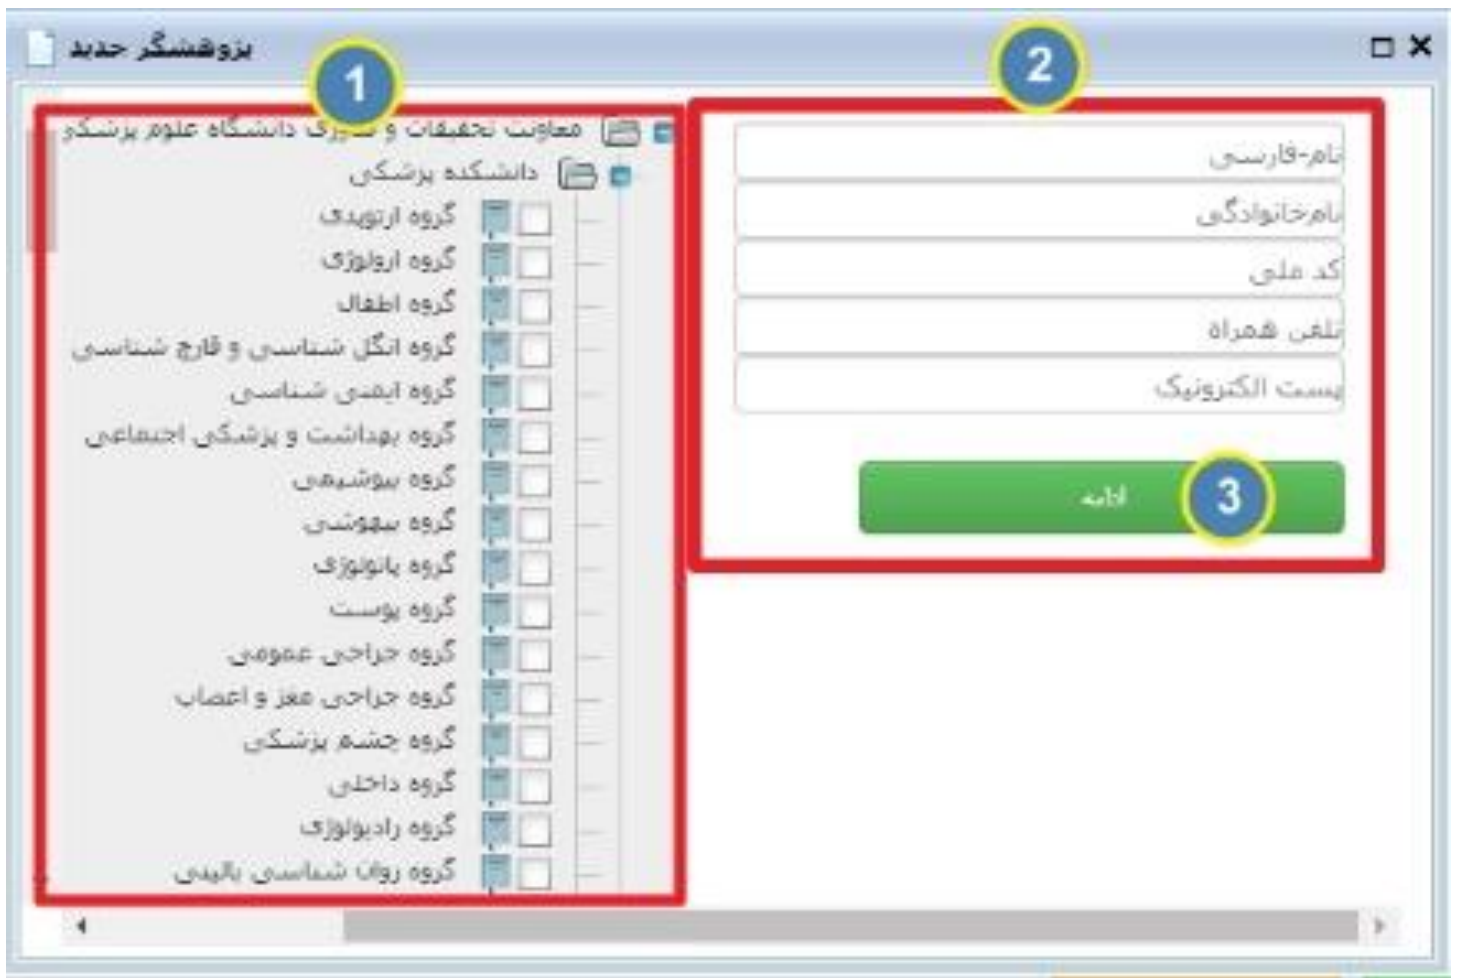 پژوهشگر جدید
1
2
معاونت تحقیقات و فناوری دانشگاه علوم پزشکی
دانشکده پزشکی
گروه ارتوپدی
گروه ارولوژی
گروه اطفال
گروه انگل شناسی و قارچ شناسی
گروه ایمنی شناسی
گروه بهداشت و پزشکی اجتماعی
گروه بیوشیمی
گروه بیهوشی
گروه پاتولوژی
گروه پوست
گروه جراحی عمومی
گروه جراحی مغز و اعصاب
گروه چشم پزشکی
گروه داخلی
گروه رادیولوژی
گروه روان شناسی بالینی
نام-فارسی
نام‌خانوادگی
کد ملی
تلفن همراه
پست الکترونیک
ادامه
3